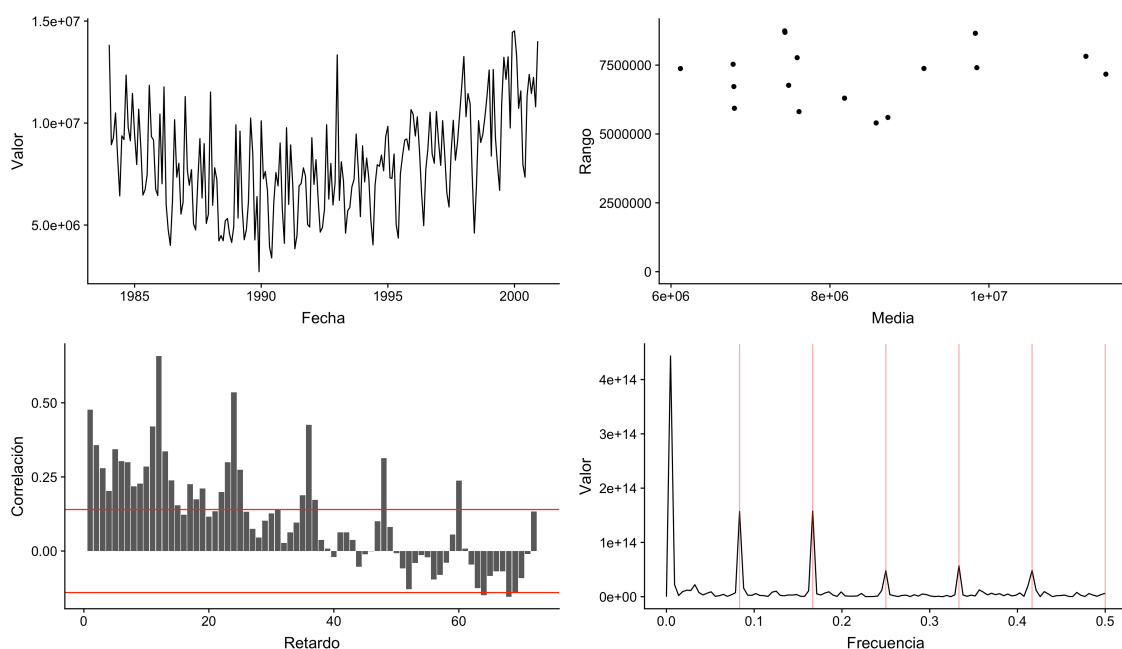 1.5e+07
1.0e+07
5.0e+06
Valor
1985
1990
1995
2000
Fecha
7500000
5000000
2500000
0
Rango
6e+06
8e+06
1e+07
Media
0.50
0.25
0.00
Correlación
0
20
40
60
Retardo
4e+14
3e+14
2e+14
1e+14
0e+00
Valor
0.0
0.1
0.2
0.3
0.4
0.5
Frecuencia